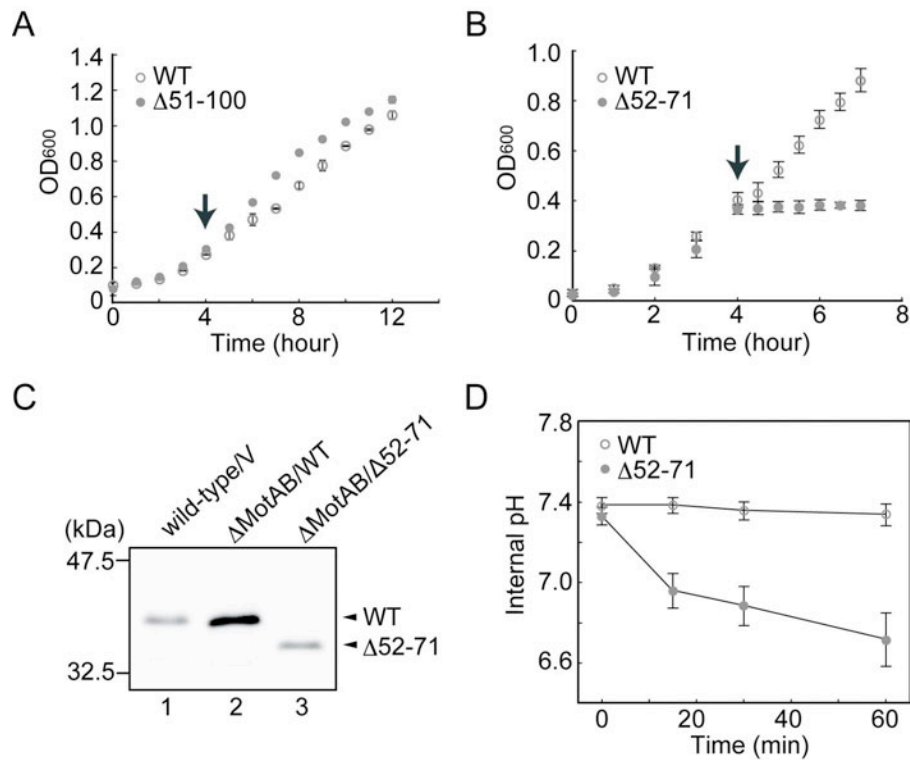 A
1.4
1.2
1.0
0.8
0.6
0.4
0.2
0
OD600
WT
Δ51-100
0
4
8
12
Time (hour)
B
1.0
0.8
0.6
0.4
0.2
0
OD600
WT
Δ52-71
0
2
4
6
8
Time (hour)
C
(kDa)
47.5
32.5
wild-type/V
ΔMotAB/WT
ΔMotAB/Δ52-71
WT
Δ52-71
1
2
3
D
7.8
7.4
7.0
6.6
Internal pH
WT
Δ52-71
0
20
40
60
Time (min)